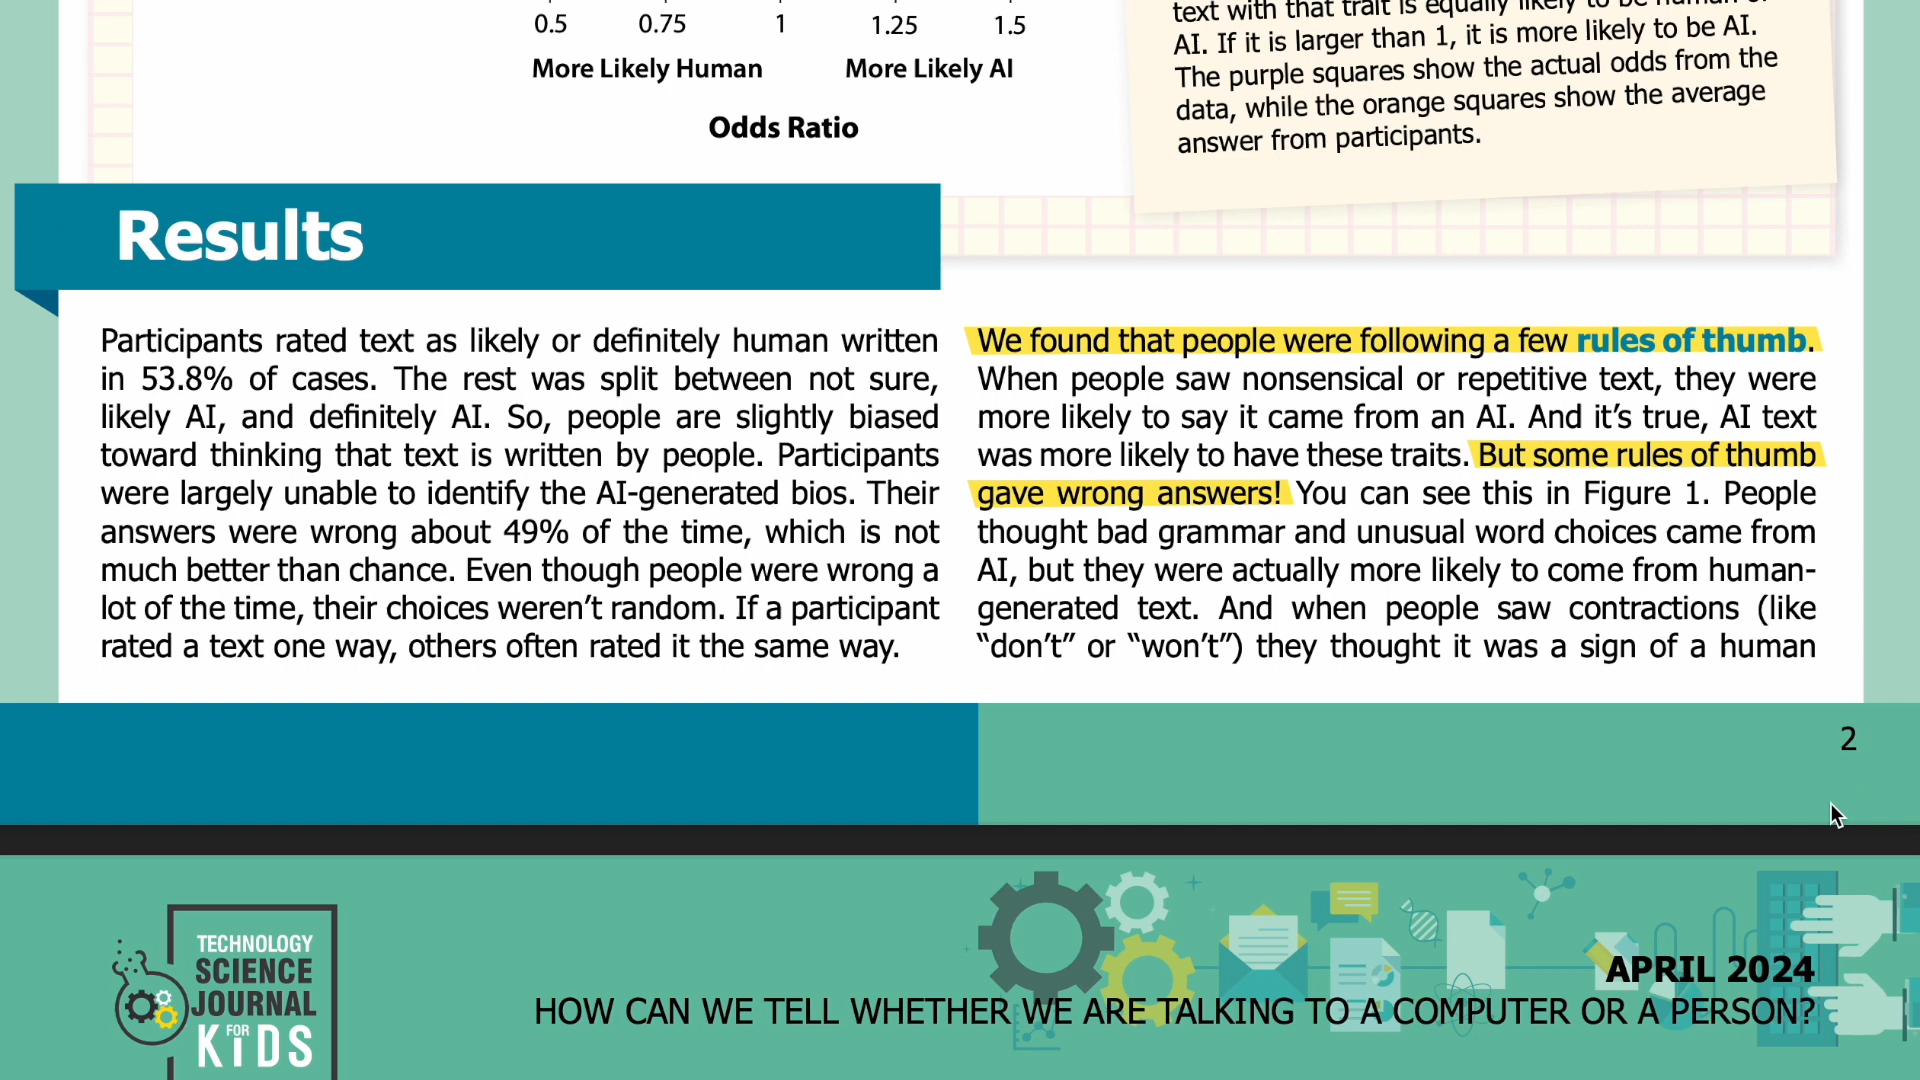 0.5 0.75 1 1.25 1.5
More Likely Human More Likely AI
Odds Ratio
text with that trait is equally likely to be human or
AI. If it is larger than 1, it is more likely to be AI.
The purple squares show the actual odds from the
data, while the orange squares show the average
answer from participants.
Results
Participants rated text as likely or definitely human written
in 53.8% of cases. The rest was split between not sure,
likely AI, and definitely AI. So, people are slightly biased
toward thinking that text is written by people. Participants
were largely unable to identify the AI-generated bios. Their
answers were wrong about 49% of the time, which is not
much better than chance. Even though people were wrong a
lot of the time, their choices weren’t random. If a participant
rated a text one way, others often rated it the same way.
We found that people were following a few rules of thumb.
When people saw nonsensical or repetitive text, they were
more likely to say it came from an AI. And it’s true, AI text
was more likely to have these traits. But some rules of thumb
gave wrong answers! You can see this in Figure 1. People
thought bad grammar and unusual word choices came from
AI, but they were actually more likely to come from human-
generated text. And when people saw contractions (like
“don’t” or “won’t”) they thought it was a sign of a human
2
TECHNOLOGY
SCIENCE
JOURNAL
FOR
KIDS
APRIL 2024
HOW CAN WE TELL WHETHER WE ARE TALKING TO A COMPUTER OR A PERSON?